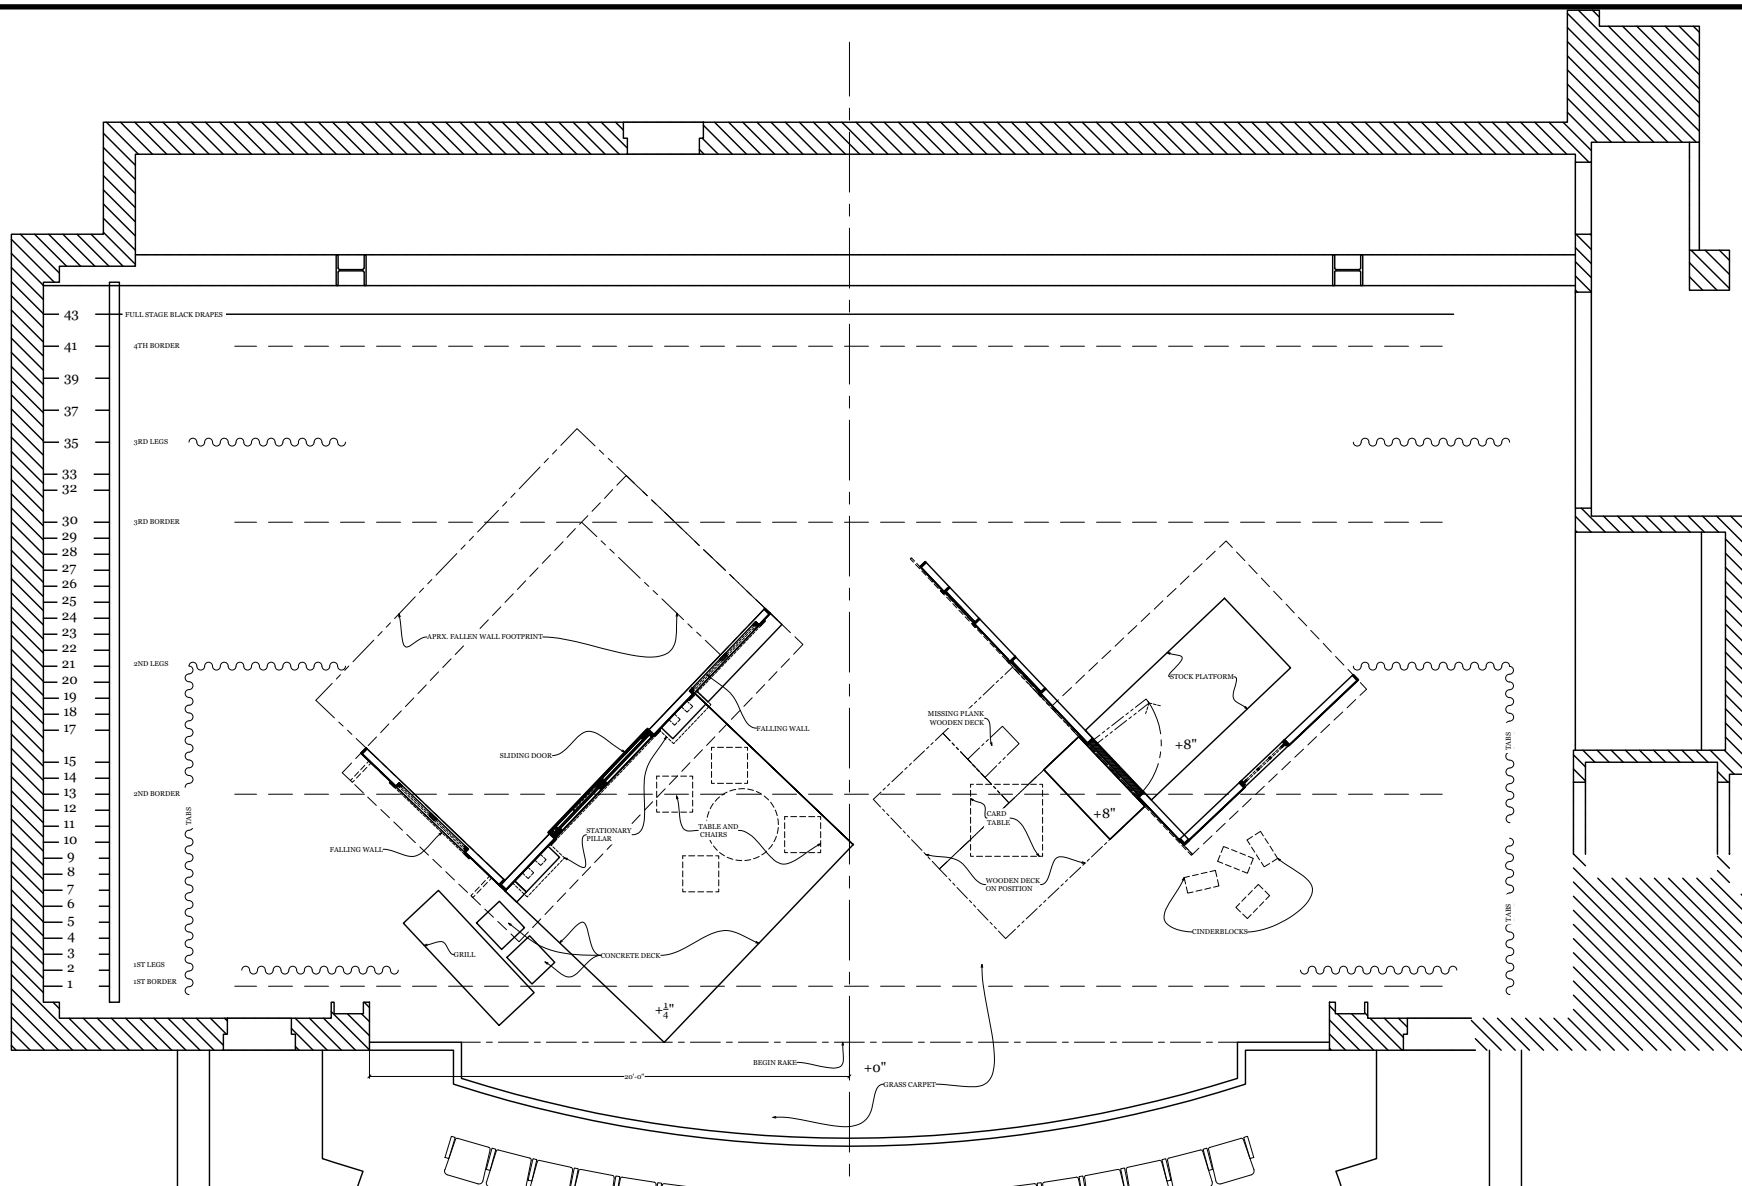 43
FULL STAGE BLACK DRAPES
41
4TH BORDER
39
37
35
3RD LEGS
33
32
30
3RD BORDER
29
28
27
26
25
24
23
22
21
2ND LEGS
20
19
18
17
15
14
13
2ND BORDER
12
11
10
9
8
7
6
5
4
3
2
1ST LEGS
1
1ST BORDER
TABS
APRX. FALLEN WALL FOOTPRINT
SLIDING DOOR
FALLING WALL
FALLING WALL
STATIONARY
PILLAR
TABLE AND
CHAIRS
GRILL
CONCRETE DECK
+1/4"
MISSING PLANK
WOODEN DECK
STOCK PLATFORM
+8"
+8"
CARD
TABLE
WOODEN DECK
ON POSITION
CINDERBLOCKS
TABS
TABS
BEGIN RAKE
+0"
20'-0"
GRASS CARPET